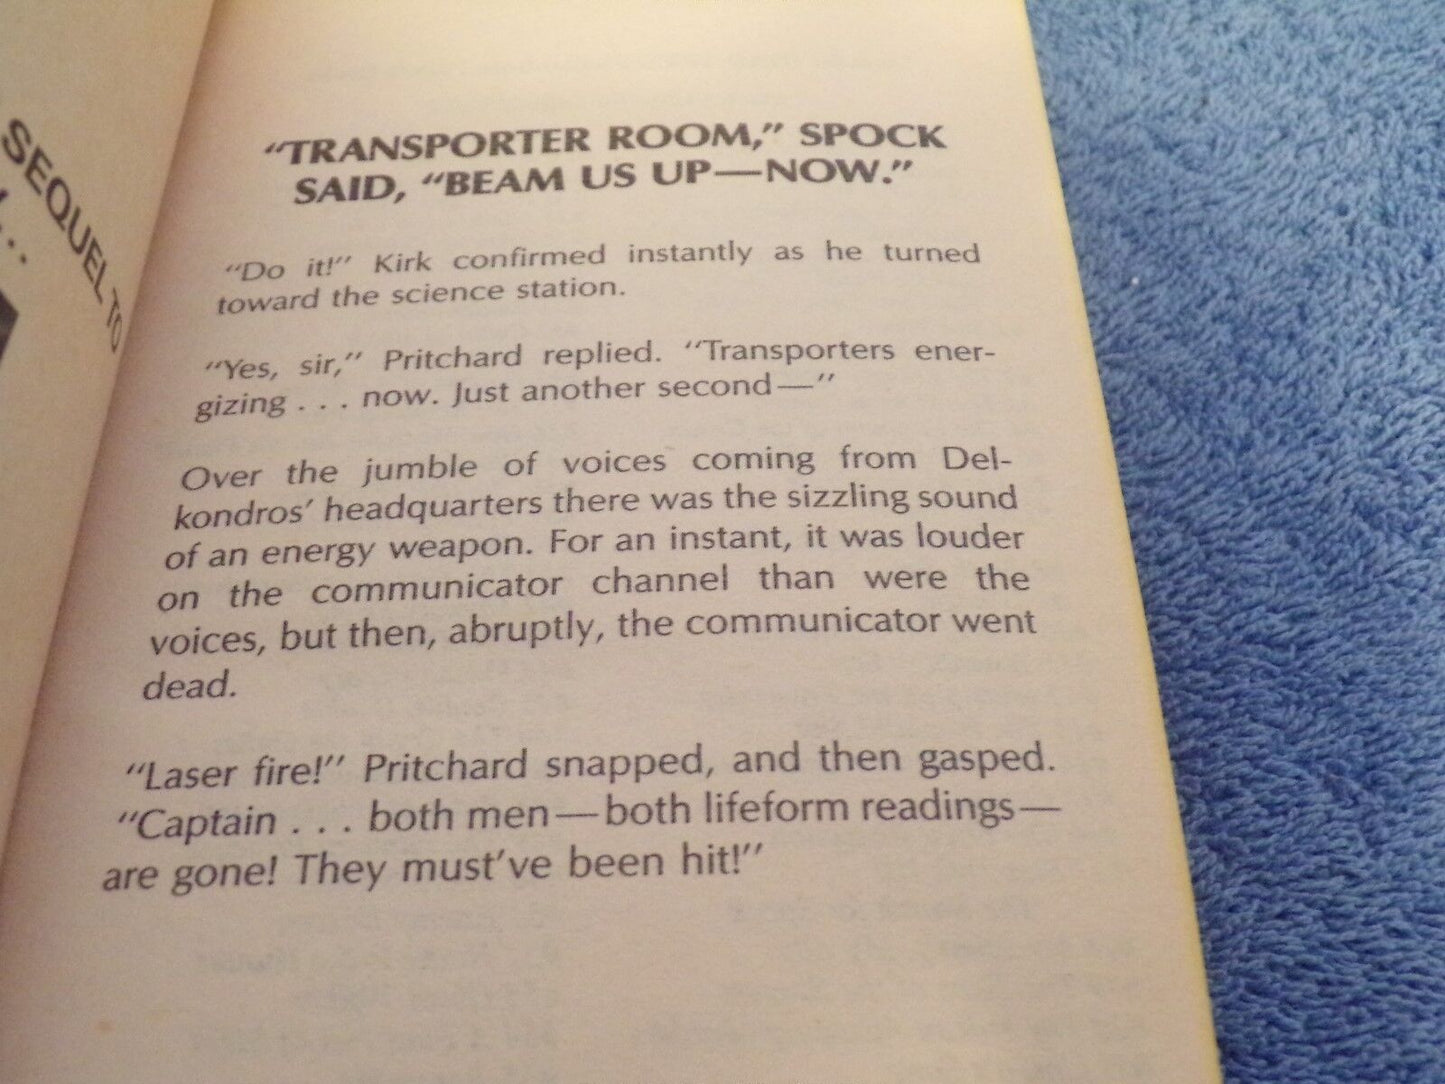 SEQUEL TO
...
“TRANSPORTER ROOM,” SPOCK
SAID, “BEAM US UP—NOW.”
“Do it!” Kirk confirmed instantly as he turned
toward the science station.
“Yes, sir,” Pritchard replied. “Transporters ener-
gizing . . . now. Just another second—”
Over the jumble of voices coming from Del-
kondros’ headquarters there was the sizzling sound
of an energy weapon. For an instant, it was louder
on the communicator channel than were the
voices, but then, abruptly, the communicator went
dead.
“Laser fire!” Pritchard snapped, and then gasped.
“Captain . . . both men—both lifeform readings—
are gone! They must’ve been hit!”